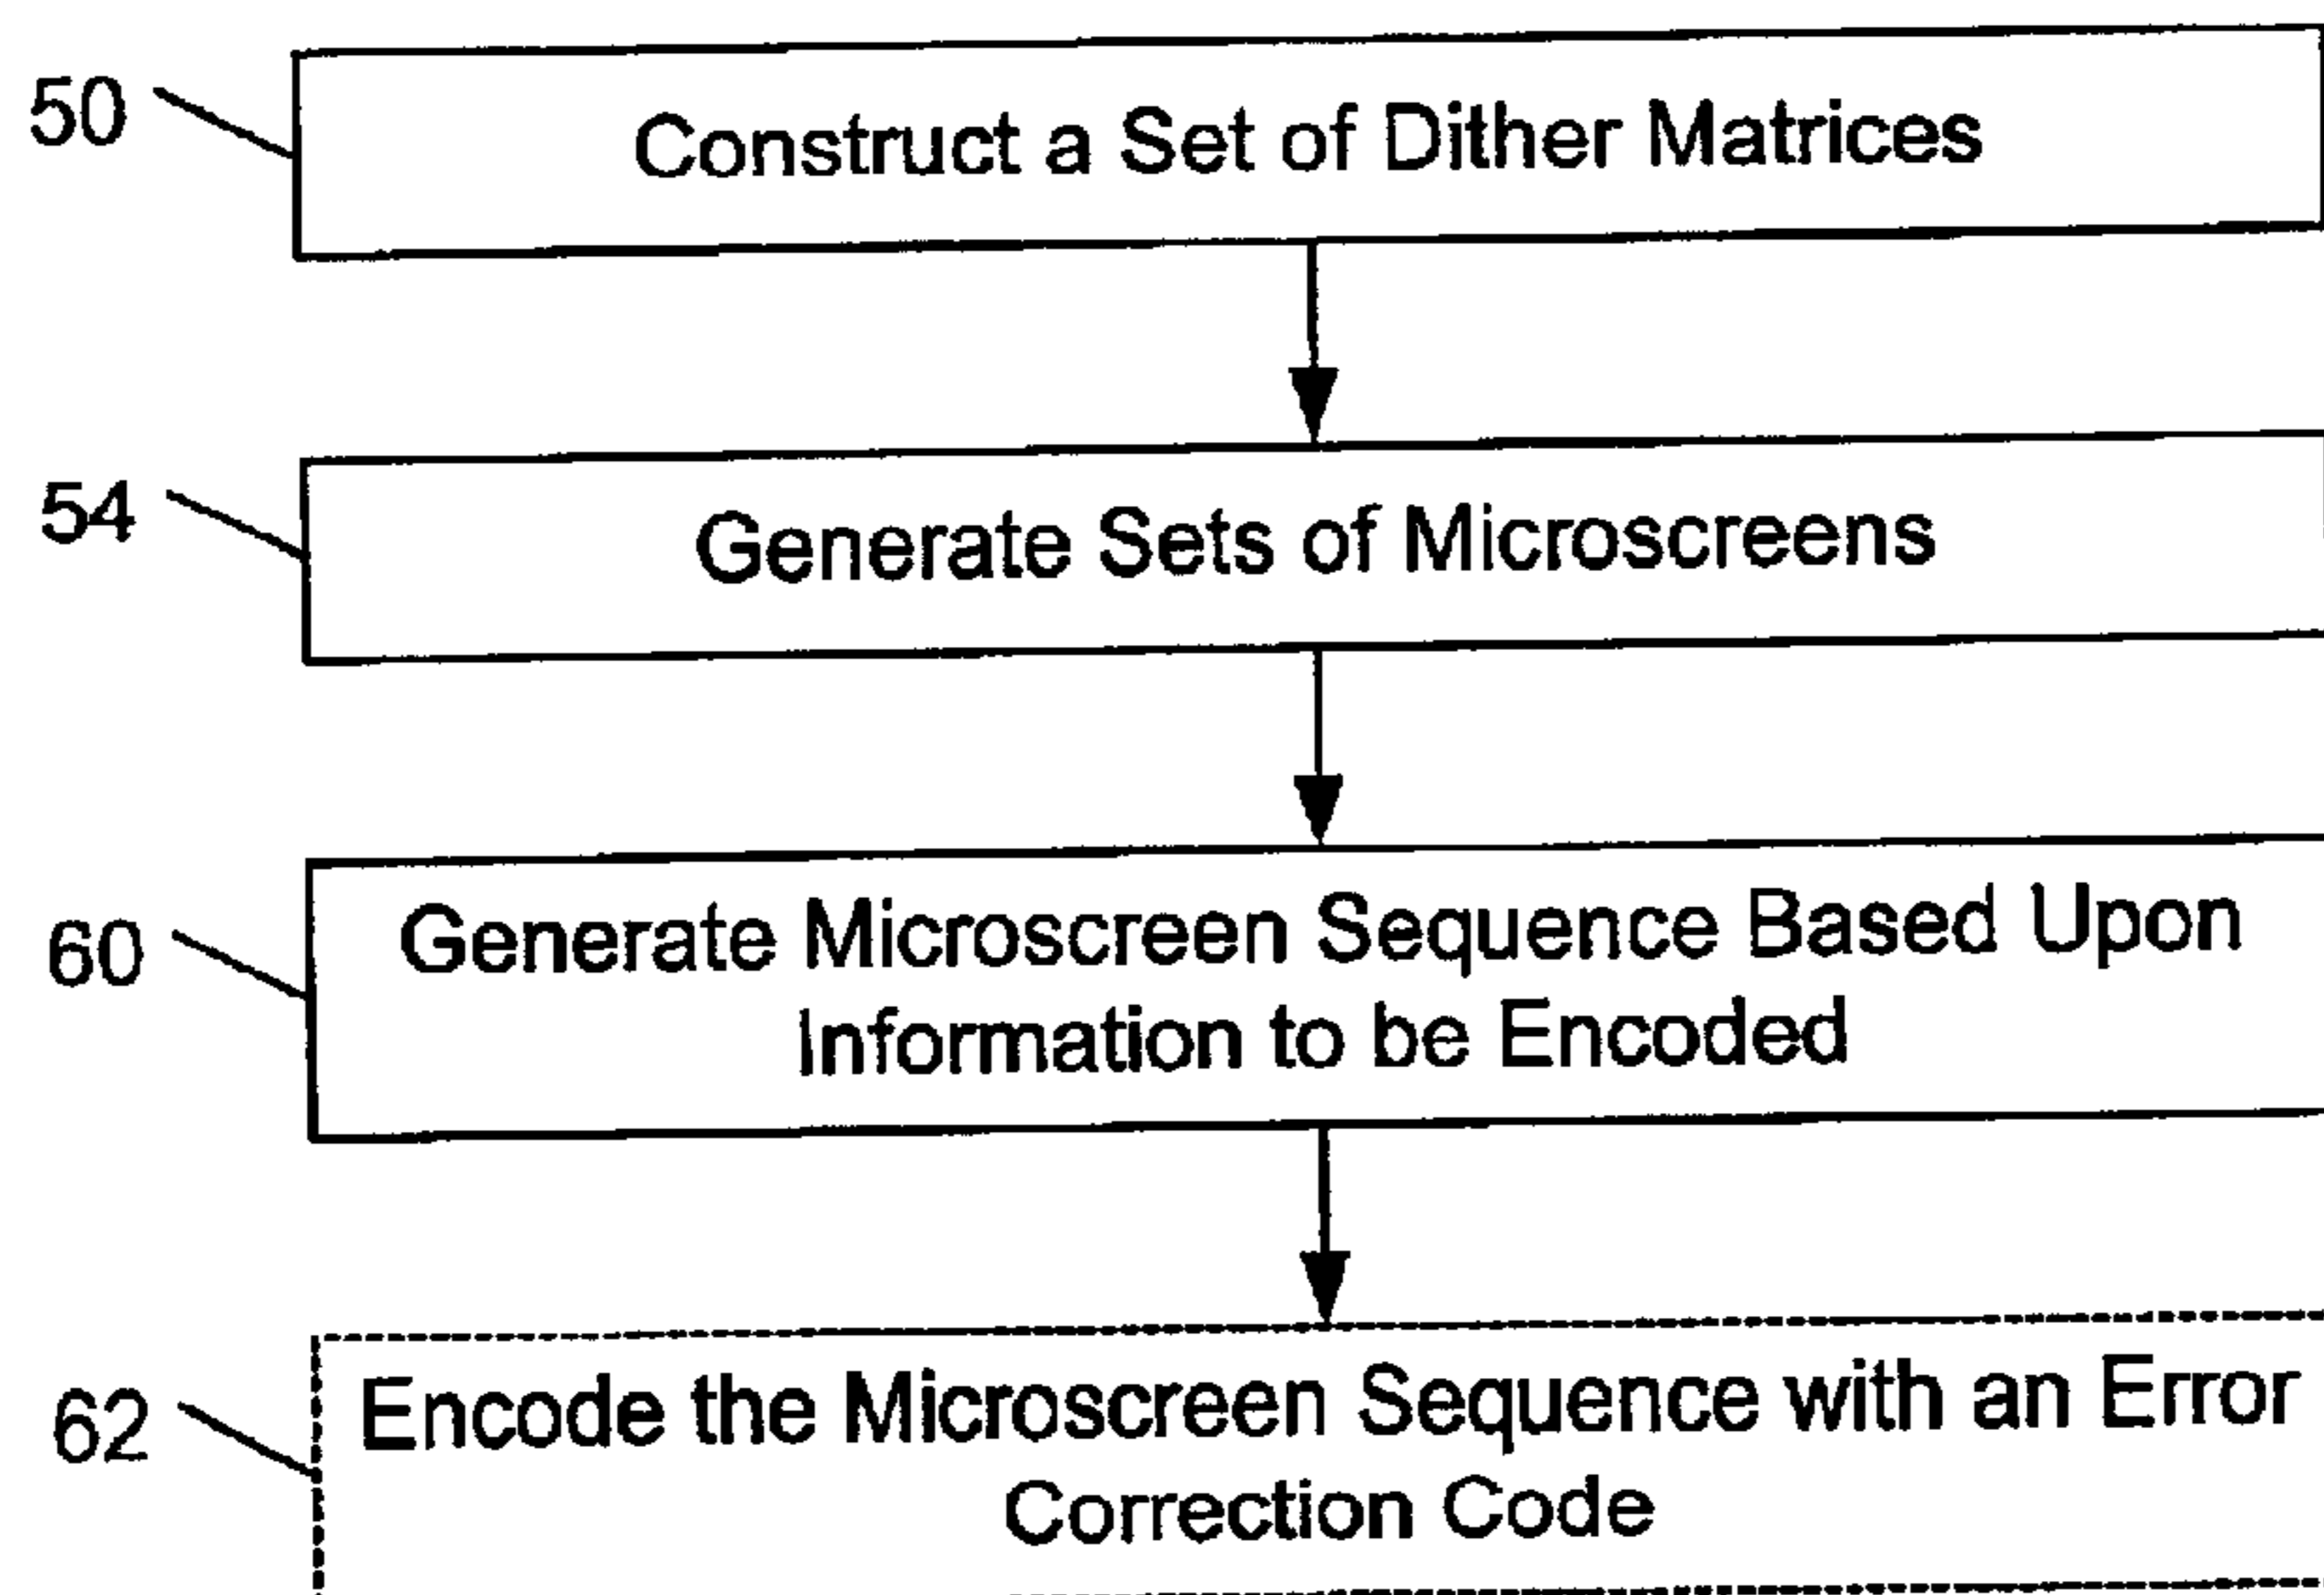 50
Construct a Set of Dither Matrices
54
Generate Sets of Microscreens
60
Generate Microscreen Sequence Based Upon
Information to be Encoded
62
Encode the Microscreen Sequence with an Error
Correction Code